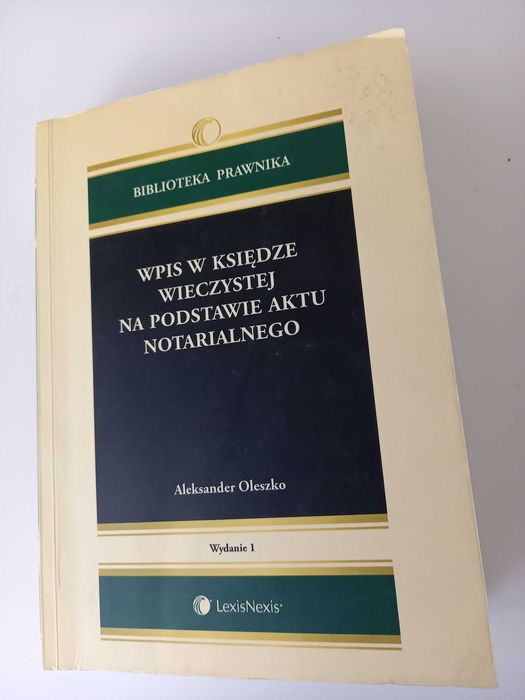 BIBLIOTEKA PRAWNIKA
WPIS W KSIĘDZE
WIECZYSTEJ
NA PODSTAWIE AKTU
NOTARIALNEGO
Aleksander Oleszko
Wydanie 1
LexisNexis®